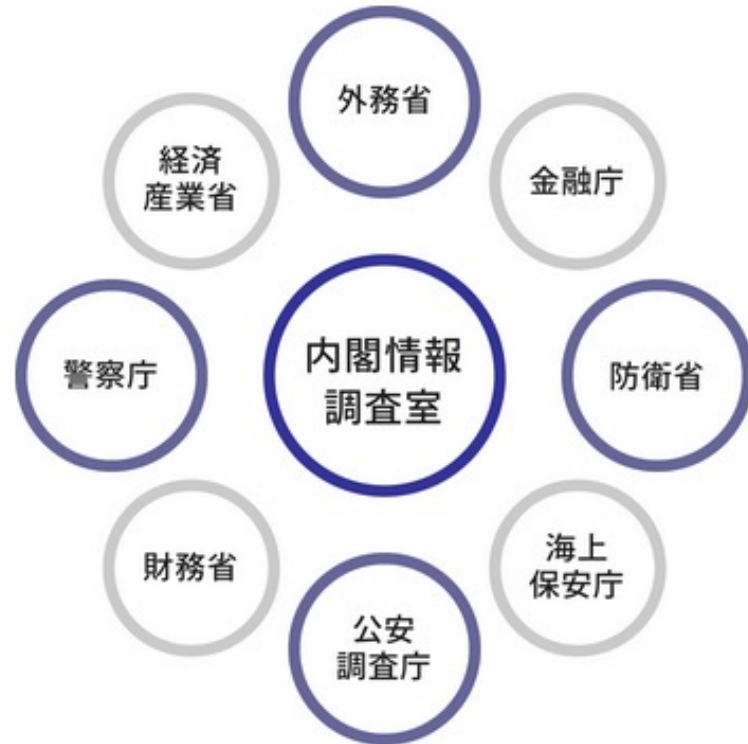 外務省
経済
産業省
金融庁
警察庁
内閣情報
調査室
防衛省
財務省
海上
保安庁
公安
調査庁